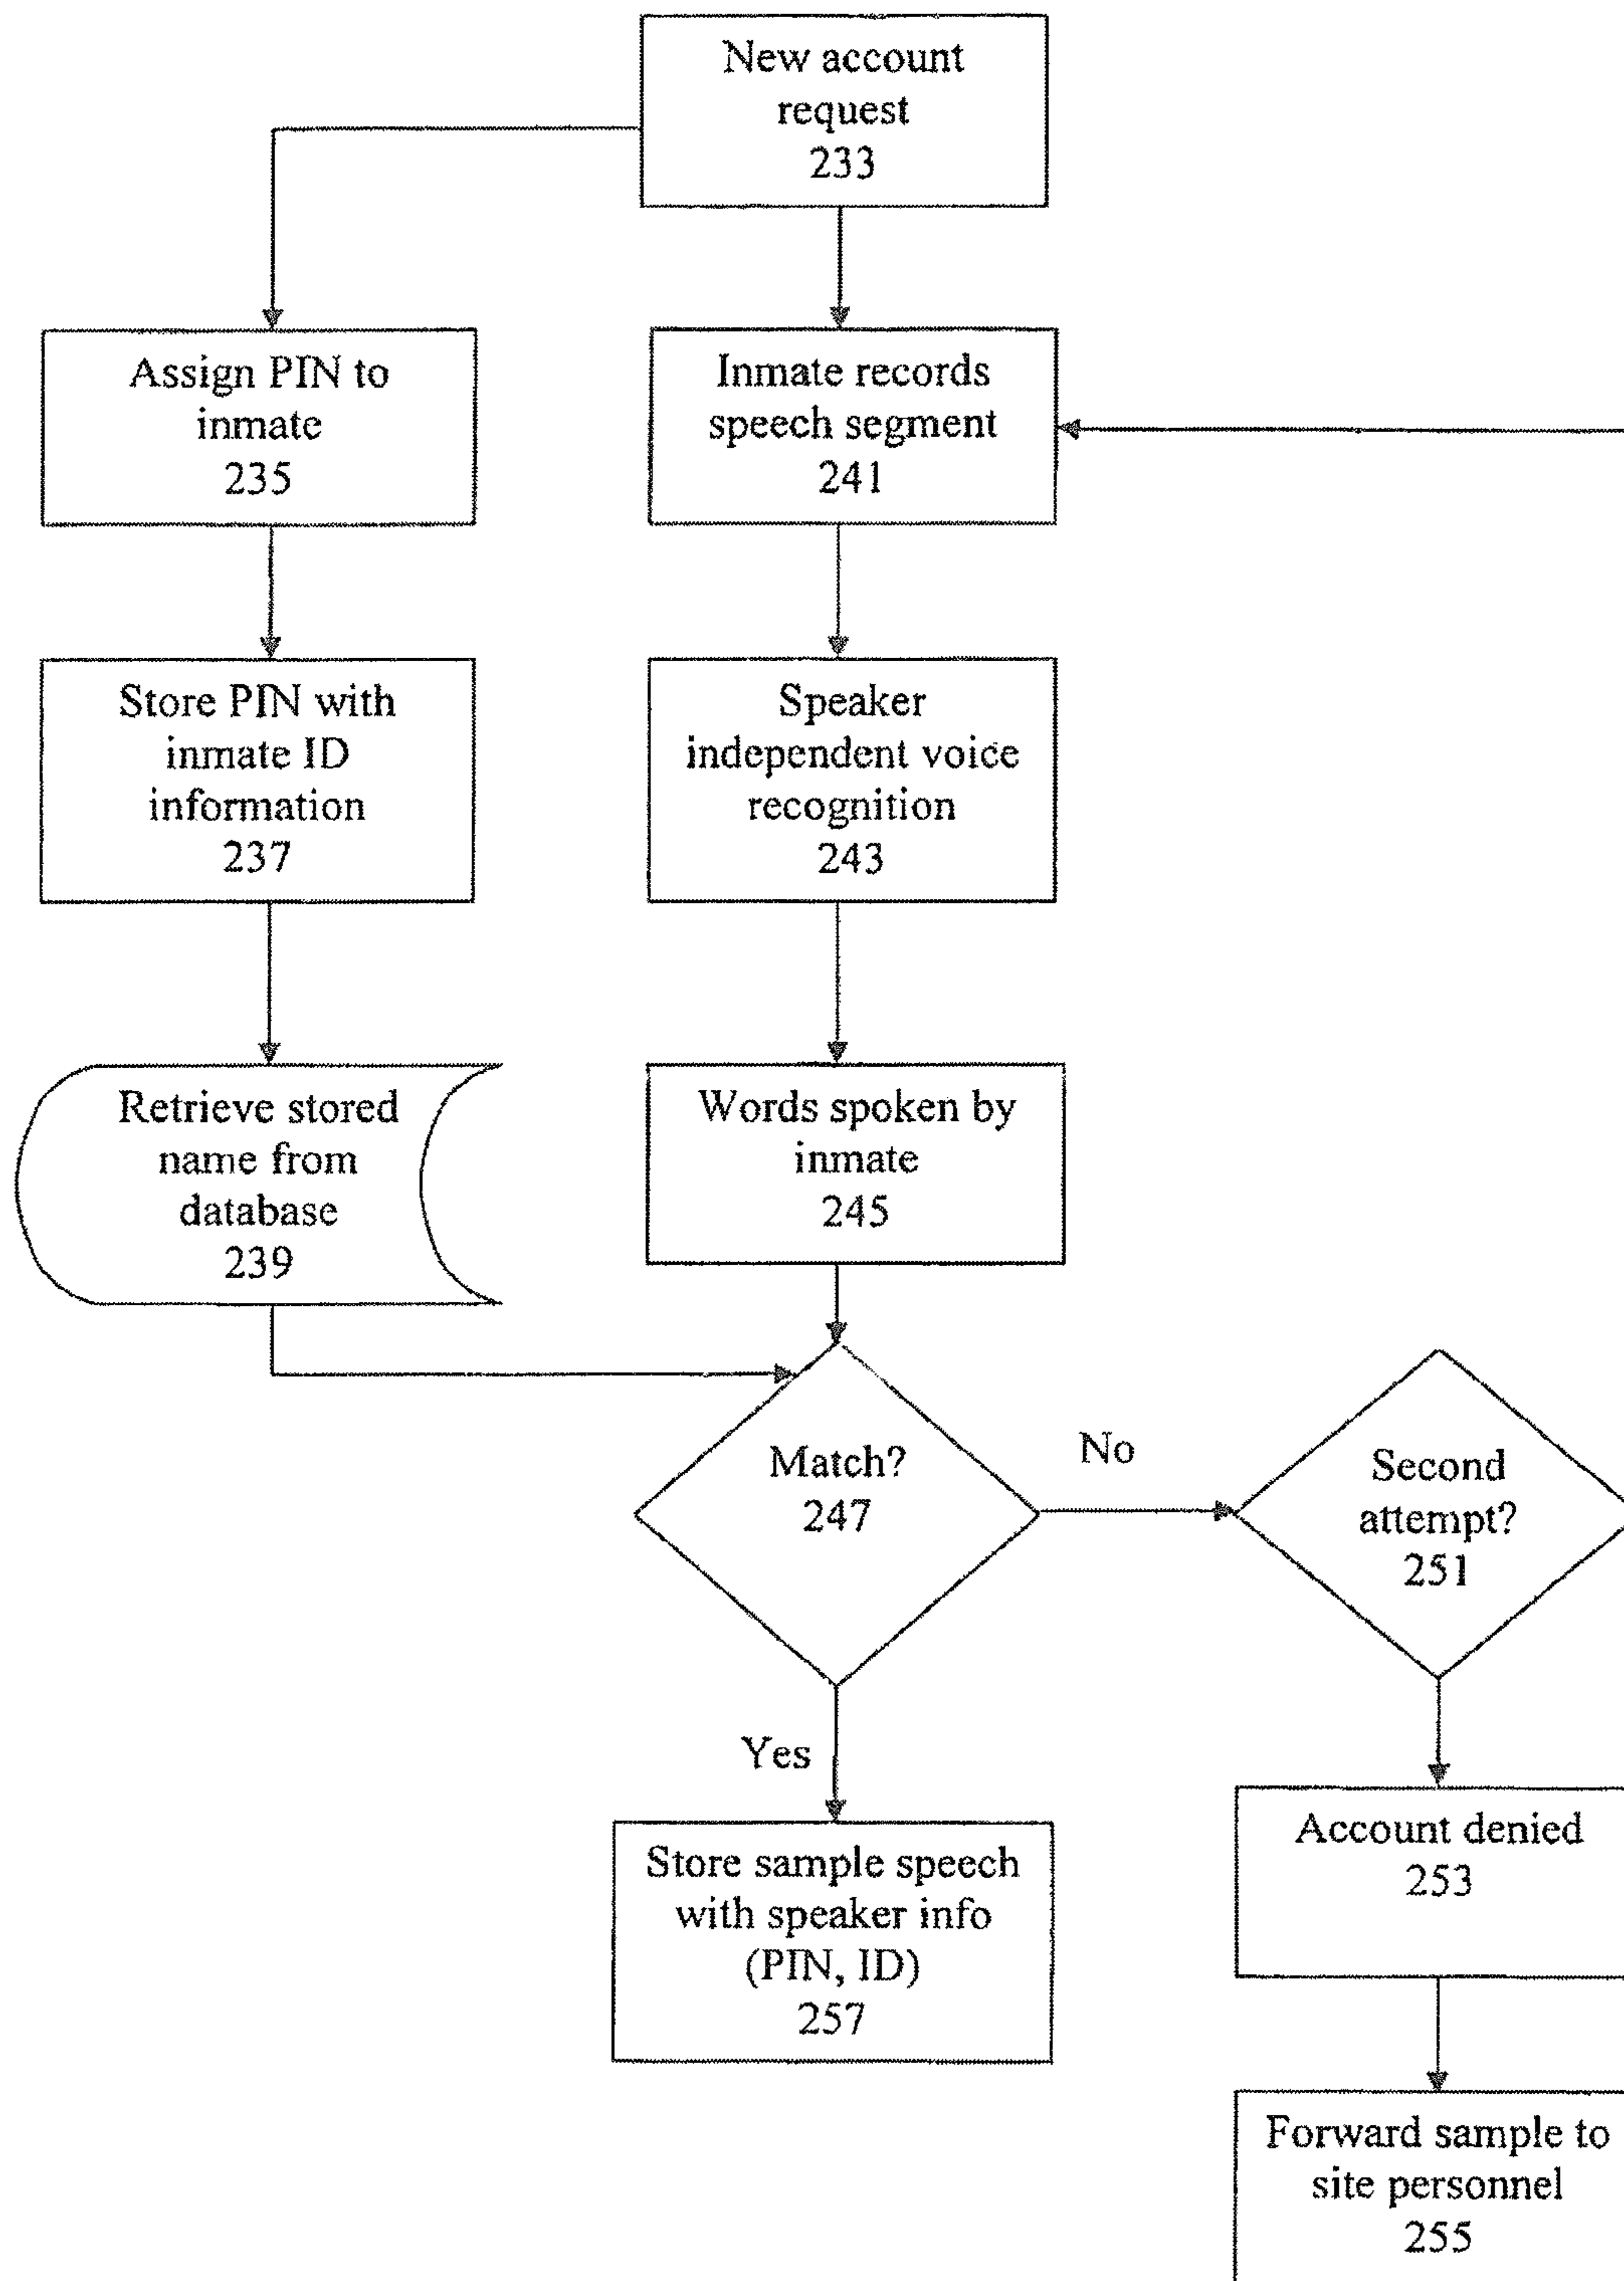 New account
request
233
Assign PIN to
inmate
235
Inmate records
speech segment
241
Store PIN with
inmate ID
information
237
Speaker
independent voice
recognition
243
Retrieve stored
name from
database
239
Words spoken by
inmate
245
Match?
247
No
Second
attempt?
251
Yes
Store sample speech
with speaker info
(PIN, ID)
257
Account denied
253
Forward sample to
site personnel
255